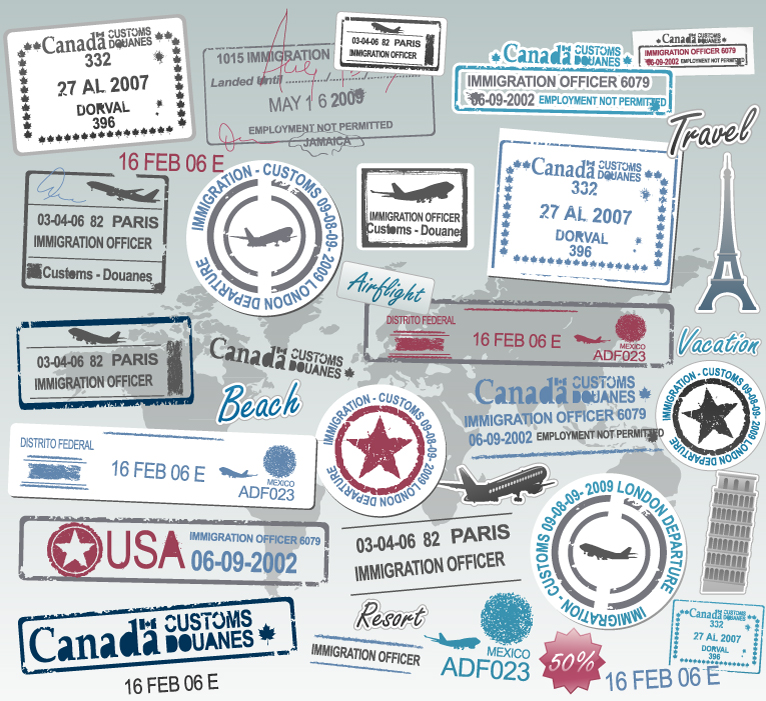 Canada CUSTOMS DOUANES
332
27 AL 2007
DORVAL
396
1015 IMMIGRATION
Landed Until
MAY 16 2009
EMPLOYMENT NOT PERMITTED
JAMAICA
03-04-06 82 PARIS
IMMIGRATION OFFICER
Customs - Douanes
Canada CUSTOMS DOUANES
IMMIGRATION OFFICER 6079
06-09-2002 EMPLOYMENT NOT PERMITTED
Canada CUSTOMS DOUANES
IMMIGRATION OFFICER 6079
06-09-2002 EMPLOYMENT NOT PERMITTED
Travel
16 FEB 06 E
03-04-06 82 PARIS
IMMIGRATION OFFICER
Customs - Douanes
IMMIGRATION - CUSTOMS 09-08-09- 2009 LONDON DEPARTURE
IMMIGRATION OFFICER
Customs - Douanes
Canada CUSTOMS DOUANES
332
27 AL 2007
DORVAL
396
Airflight
DISTRITO FEDERAL
16 FEB 06 E
MEXICO
ADF023
Vacation
03-04-06 82 PARIS
IMMIGRATION OFFICER
Canada CUSTOMS DOUANES
Beach
IMMIGRATION - CUSTOMS 09-08-09- 2009 LONDON DEPARTURE
Canada CUSTOMS DOUANES
IMMIGRATION OFFICER 6079
06-09-2002 EMPLOYMENT NOT PERMITTED
IMMIGRATION - CUSTOMS 09-08-09- 2009 LONDON DEPARTURE
DISTRITO FEDERAL
16 FEB 06 E
MEXICO
ADF023
USA
IMMIGRATION OFFICER 6079
06-09-2002
03-04-06 82 PARIS
IMMIGRATION OFFICER
IMMIGRATION - CUSTOMS 09-08-09- 2009 LONDON DEPARTURE
Canada CUSTOMS DOUANES
16 FEB 06 E
Resort
IMMIGRATION OFFICER
MEXICO
ADF023
50%
16 FEB 06 E
Canada CUSTOMS DOUANES
332
27 AL 2007
DORVAL
396